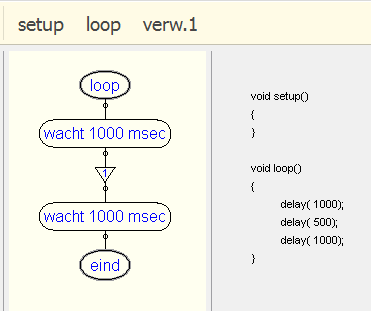 setup loop verw.1
loop
wacht 1000 msec
1
wacht 1000 msec
eind
void setup()
{
}
void loop()
{
delay( 1000);
delay( 500);
delay( 1000);
}